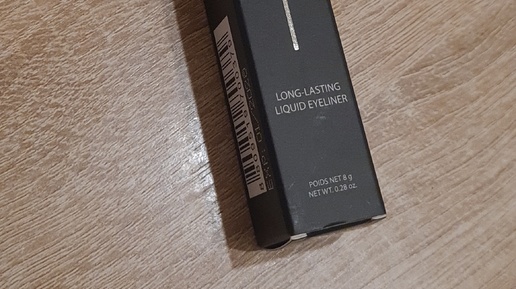 LONG-LASTING
LIQUID EYELINER
POIDS NET 8 g
NET WT. 0.28 oz.